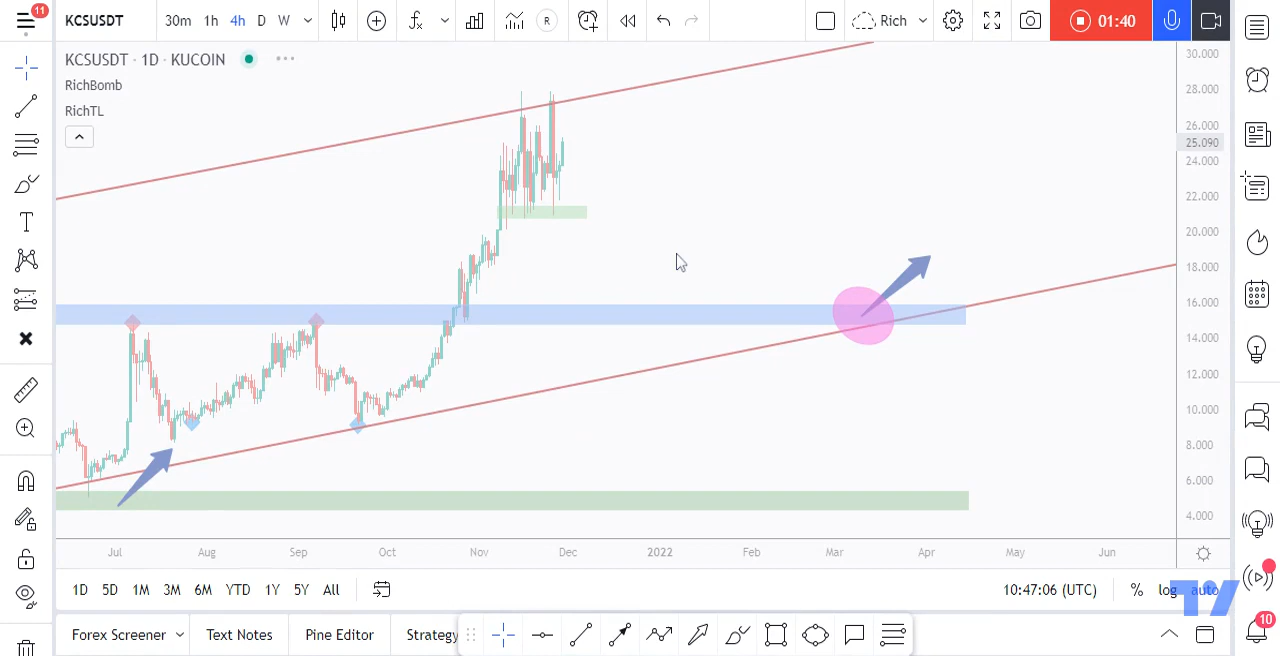 11
KCSUSDT 30m 1h 4h D W R Rich 01:40
KCSUSDT · 1D · KUCOIN
RichBomb
RichTL
30.000
28.000
26.000
25.090
24.000
22.000
20.000
18.000
16.000
14.000
12.000
10.000
8.000
6.000
4.000
Jul Aug Sep Oct Nov Dec 2022 Feb Mar Apr May Jun
1D 5D 1M 3M 6M YTD 1Y 5Y All 10:47:06 (UTC) % log auto
Forex Screener Text Notes Pine Editor Strategy
10